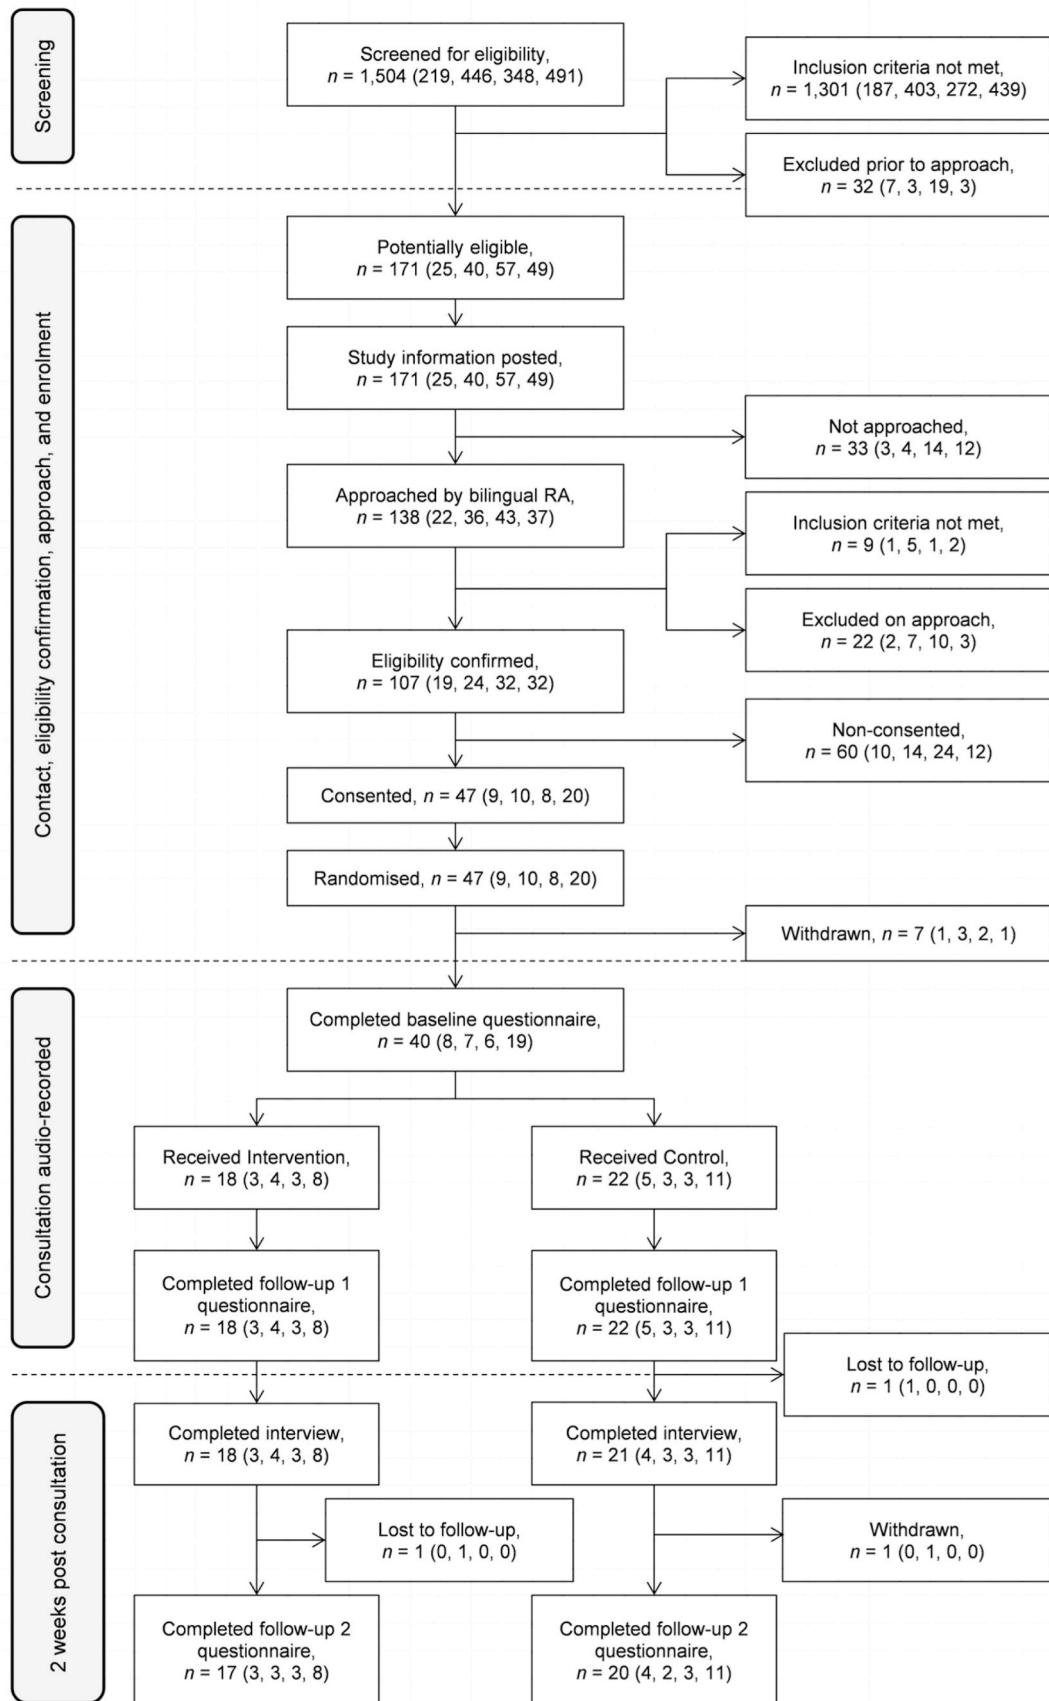 Screening
Screened for eligibility,
n = 1,504 (219, 446, 348, 491)
Inclusion criteria not met,
n = 1,301 (187, 403, 272, 439)
Excluded prior to approach,
n = 32 (7, 3, 19, 3)
Contact, eligibility confirmation, approach, and enrolment
Potentially eligible,
n = 171 (25, 40, 57, 49)
Study information posted,
n = 171 (25, 40, 57, 49)
Not approached,
n = 33 (3, 4, 14, 12)
Approached by bilingual RA,
n = 138 (22, 36, 43, 37)
Inclusion criteria not met,
n = 9 (1, 5, 1, 2)
Excluded on approach,
n = 22 (2, 7, 10, 3)
Eligibility confirmed,
n = 107 (19, 24, 32, 32)
Non-consented,
n = 60 (10, 14, 24, 12)
Consented, n = 47 (9, 10, 8, 20)
Randomised, n = 47 (9, 10, 8, 20)
Withdrawn, n = 7 (1, 3, 2, 1)
Consultation audio-recorded
Completed baseline questionnaire,
n = 40 (8, 7, 6, 19)
Received Intervention,
n = 18 (3, 4, 3, 8)
Received Control,
n = 22 (5, 3, 3, 11)
Completed follow-up 1
questionnaire,
n = 18 (3, 4, 3, 8)
Completed follow-up 1
questionnaire,
n = 22 (5, 3, 3, 11)
Lost to follow-up,
n = 1 (1, 0, 0, 0)
2 weeks post consultation
Completed interview,
n = 18 (3, 4, 3, 8)
Completed interview,
n = 21 (4, 3, 3, 11)
Lost to follow-up,
n = 1 (0, 1, 0, 0)
Withdrawn,
n = 1 (0, 1, 0, 0)
Completed follow-up 2
questionnaire,
n = 17 (3, 3, 3, 8)
Completed follow-up 2
questionnaire,
n = 20 (4, 2, 3, 11)